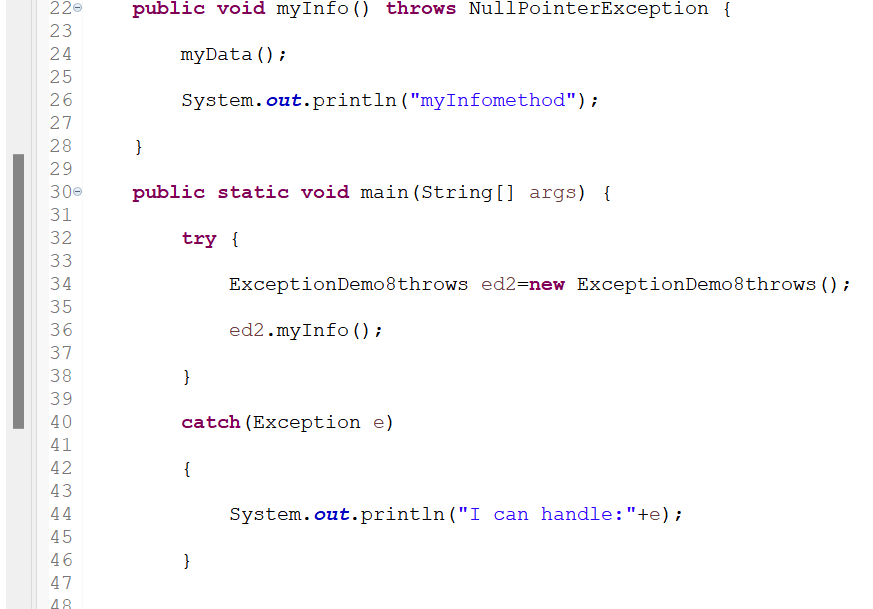 22 public void myInfo() throws NullPointerException {
23
24 myData();
25
26 System.out.println("myInfomethod");
27
28 }
29
30 public static void main(String[] args) {
31
32 try {
33
34 ExceptionDemo8throws ed2=new ExceptionDemo8throws();
35
36 ed2.myInfo();
37
38 }
39
40 catch(Exception e)
41
42 {
43
44 System.out.println("I can handle:"+e);
45
46 }
47
48